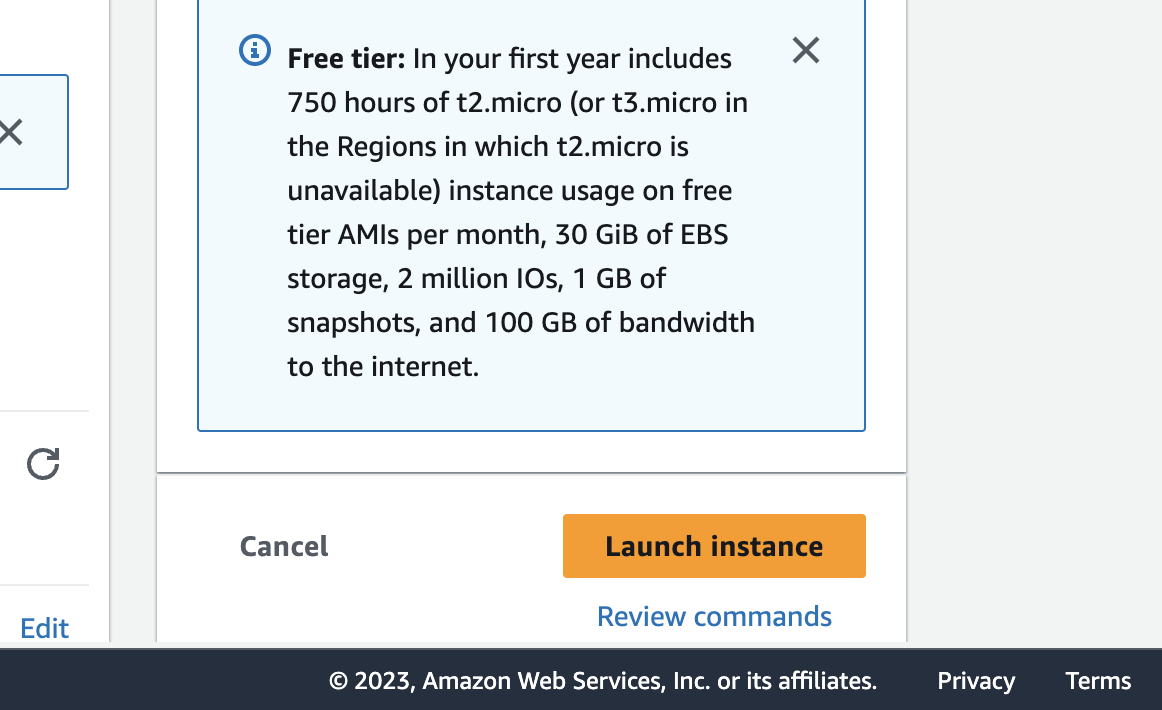 Free tier: In your first year includes
750 hours of t2.micro (or t3.micro in
the Regions in which t2.micro is
unavailable) instance usage on free
tier AMIs per month, 30 GiB of EBS
storage, 2 million IOs, 1 GB of
snapshots, and 100 GB of bandwidth
to the internet.
Cancel
Launch instance
Review commands
Edit
© 2023, Amazon Web Services, Inc. or its affiliates.
Privacy
Terms